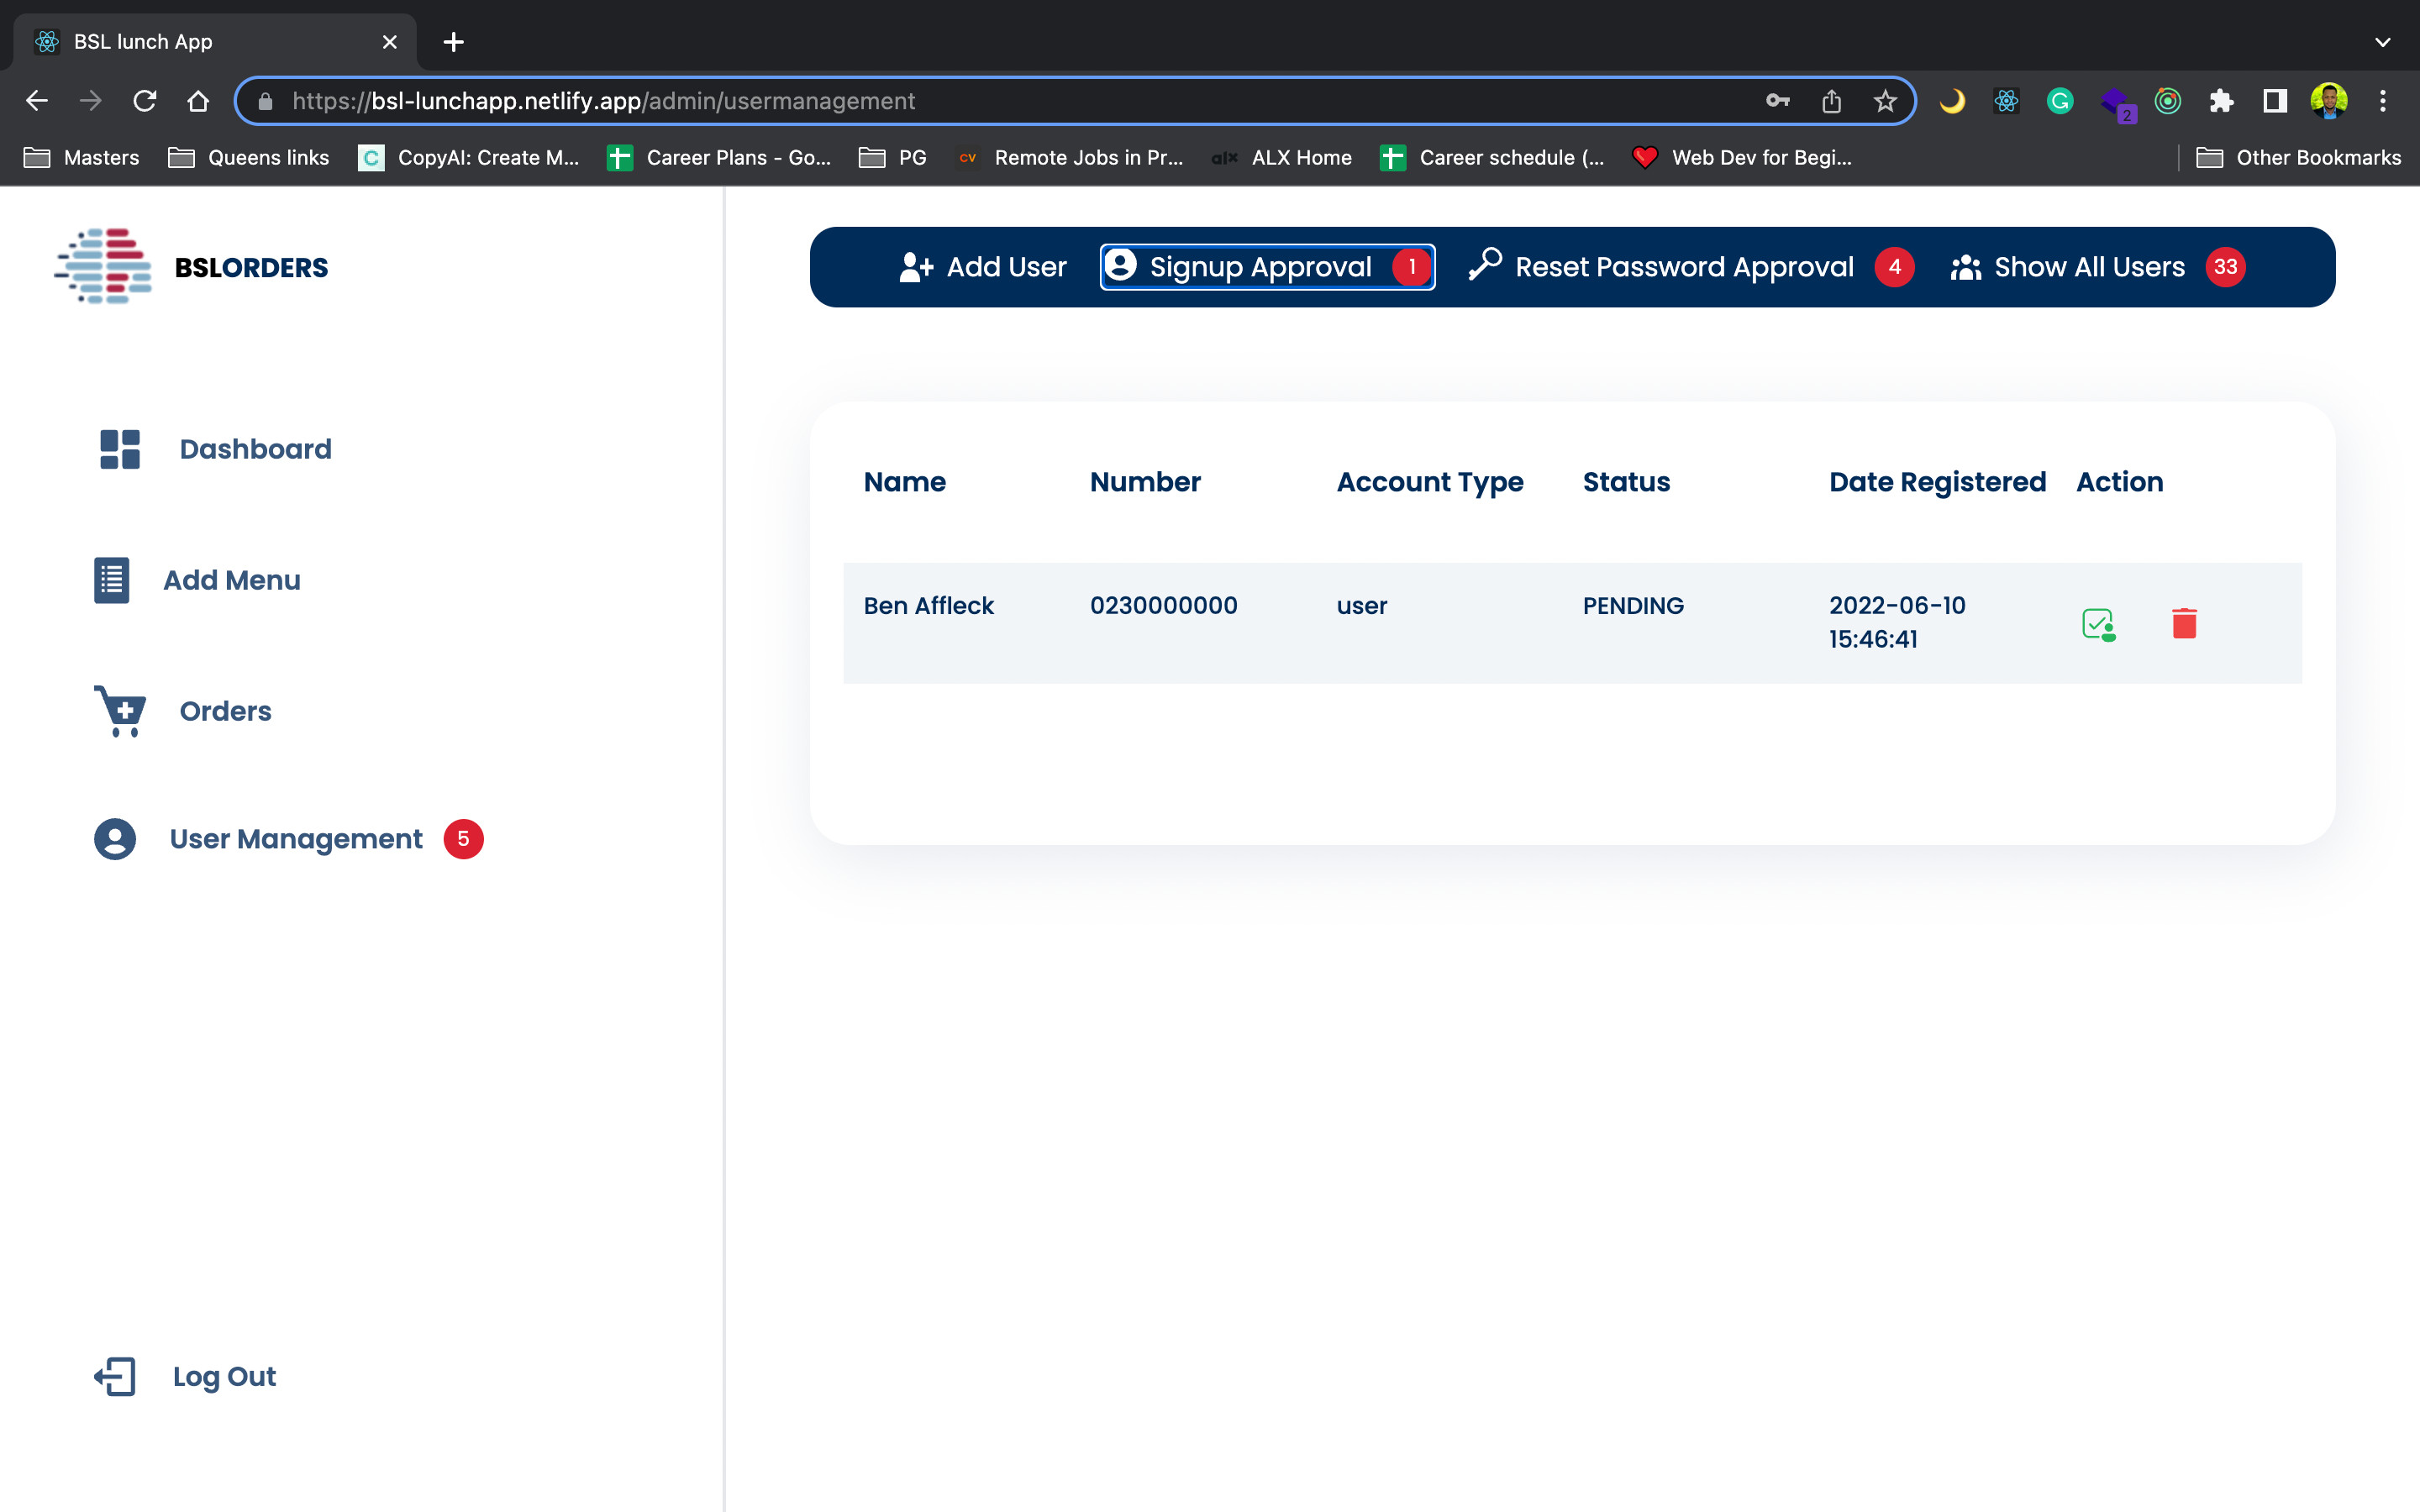 BSL lunch App
https://bsl-lunchapp.netlify.app/admin/usermanagement
2
Masters
Queens links
CopyAI: Create M...
Career Plans - Go...
PG
CV
Remote Jobs in Pr...
alx
ALX Home
Career schedule (...
Web Dev for Begi...
Other Bookmarks
BSLORDERS
Add User
Signup Approval 1
Reset Password Approval 4
Show All Users 33
Dashboard
Add Menu
Orders
User Management 5
Log Out
Name Number Account Type Status Date Registered Action
Ben Affleck 0230000000 user PENDING 2022-06-10
15:46:41